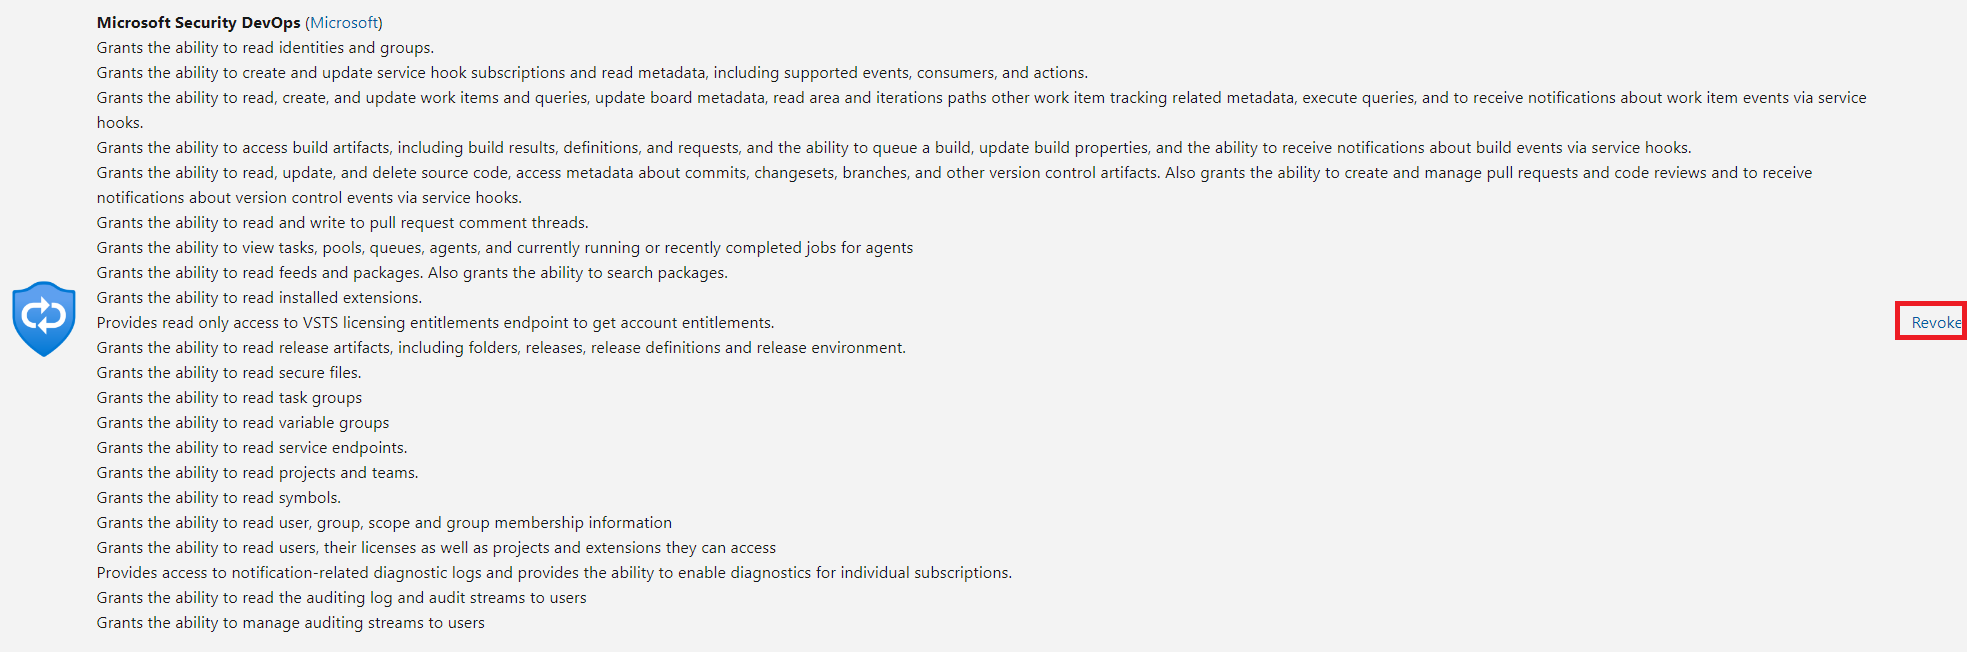 Microsoft Security DevOps (Microsoft)
Grants the ability to read identities and groups.
Grants the ability to create and update service hook subscriptions and read metadata, including supported events, consumers, and actions.
Grants the ability to read, create, and update work items and queries, update board metadata, read area and iterations paths other work item tracking related metadata, execute queries, and to receive notifications about work item events via service
hooks.
Grants the ability to access build artifacts, including build results, definitions, and requests, and the ability to queue a build, update build properties, and the ability to receive notifications about build events via service hooks.
Grants the ability to read, update, and delete source code, access metadata about commits, changesets, branches, and other version control artifacts. Also grants the ability to create and manage pull requests and code reviews and to receive
notifications about version control events via service hooks.
Grants the ability to read and write to pull request comment threads.
Grants the ability to view tasks, pools, queues, agents, and currently running or recently completed jobs for agents
Grants the ability to read feeds and packages. Also grants the ability to search packages.
Grants the ability to read installed extensions.
Provides read only access to VSTS licensing entitlements endpoint to get account entitlements.
Revoke
Grants the ability to read release artifacts, including folders, releases, release definitions and release environment.
Grants the ability to read secure files.
Grants the ability to read task groups
Grants the ability to read variable groups
Grants the ability to read service endpoints.
Grants the ability to read projects and teams.
Grants the ability to read symbols.
Grants the ability to read user, group, scope and group membership information
Grants the ability to read users, their licenses as well as projects and extensions they can access
Provides access to notification-related diagnostic logs and provides the ability to enable diagnostics for individual subscriptions.
Grants the ability to read the auditing log and audit streams to users
Grants the ability to manage auditing streams to users